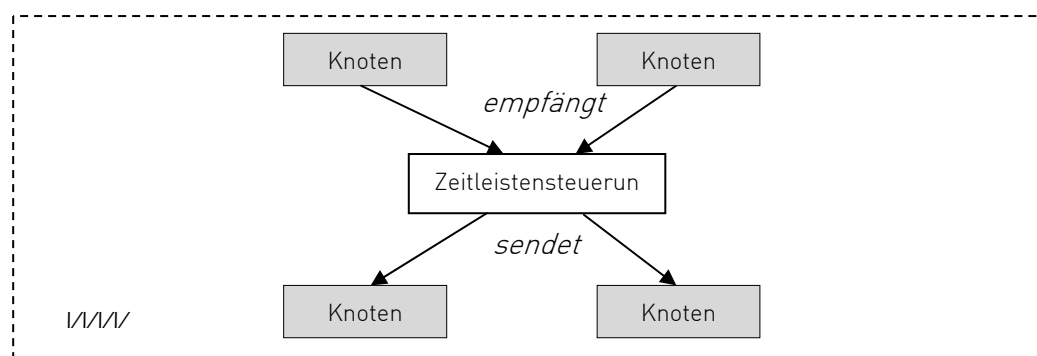 Knoten Knoten
empfängt
Zeitleistensteuerun
sendet
Knoten Knoten